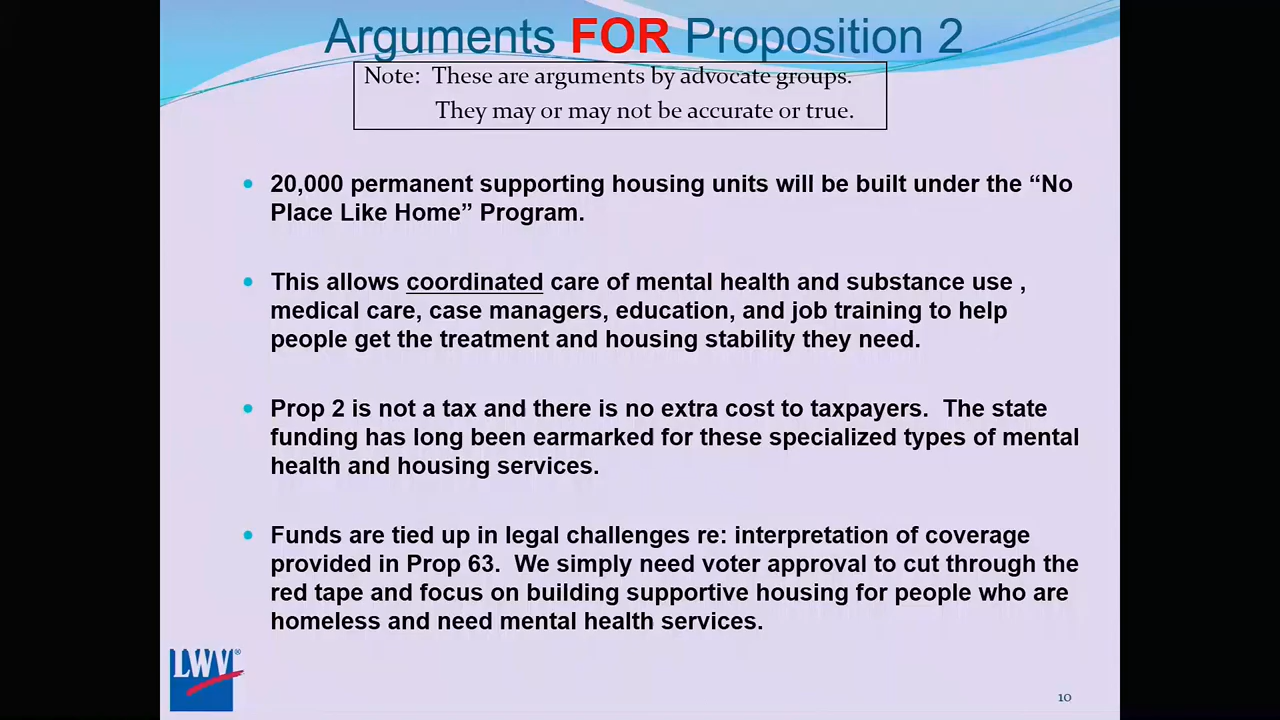 Arguments FOR Proposition 2
Note: These are arguments by advocate groups.
They may or may not be accurate or true.
• 20,000 permanent supporting housing units will be built under the “No
Place Like Home” Program.
• This allows coordinated care of mental health and substance use ,
medical care, case managers, education, and job training to help
people get the treatment and housing stability they need.
• Prop 2 is not a tax and there is no extra cost to taxpayers. The state
funding has long been earmarked for these specialized types of mental
health and housing services.
• Funds are tied up in legal challenges re: interpretation of coverage
provided in Prop 63. We simply need voter approval to cut through the
red tape and focus on building supportive housing for people who are
homeless and need mental health services.
LWV®
10